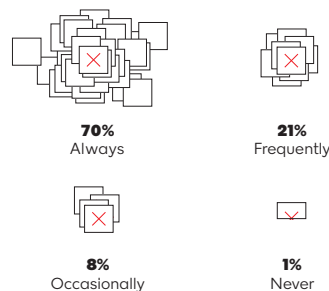 70%
Always
21%
Frequently
8%
Occasionally
1%
Never